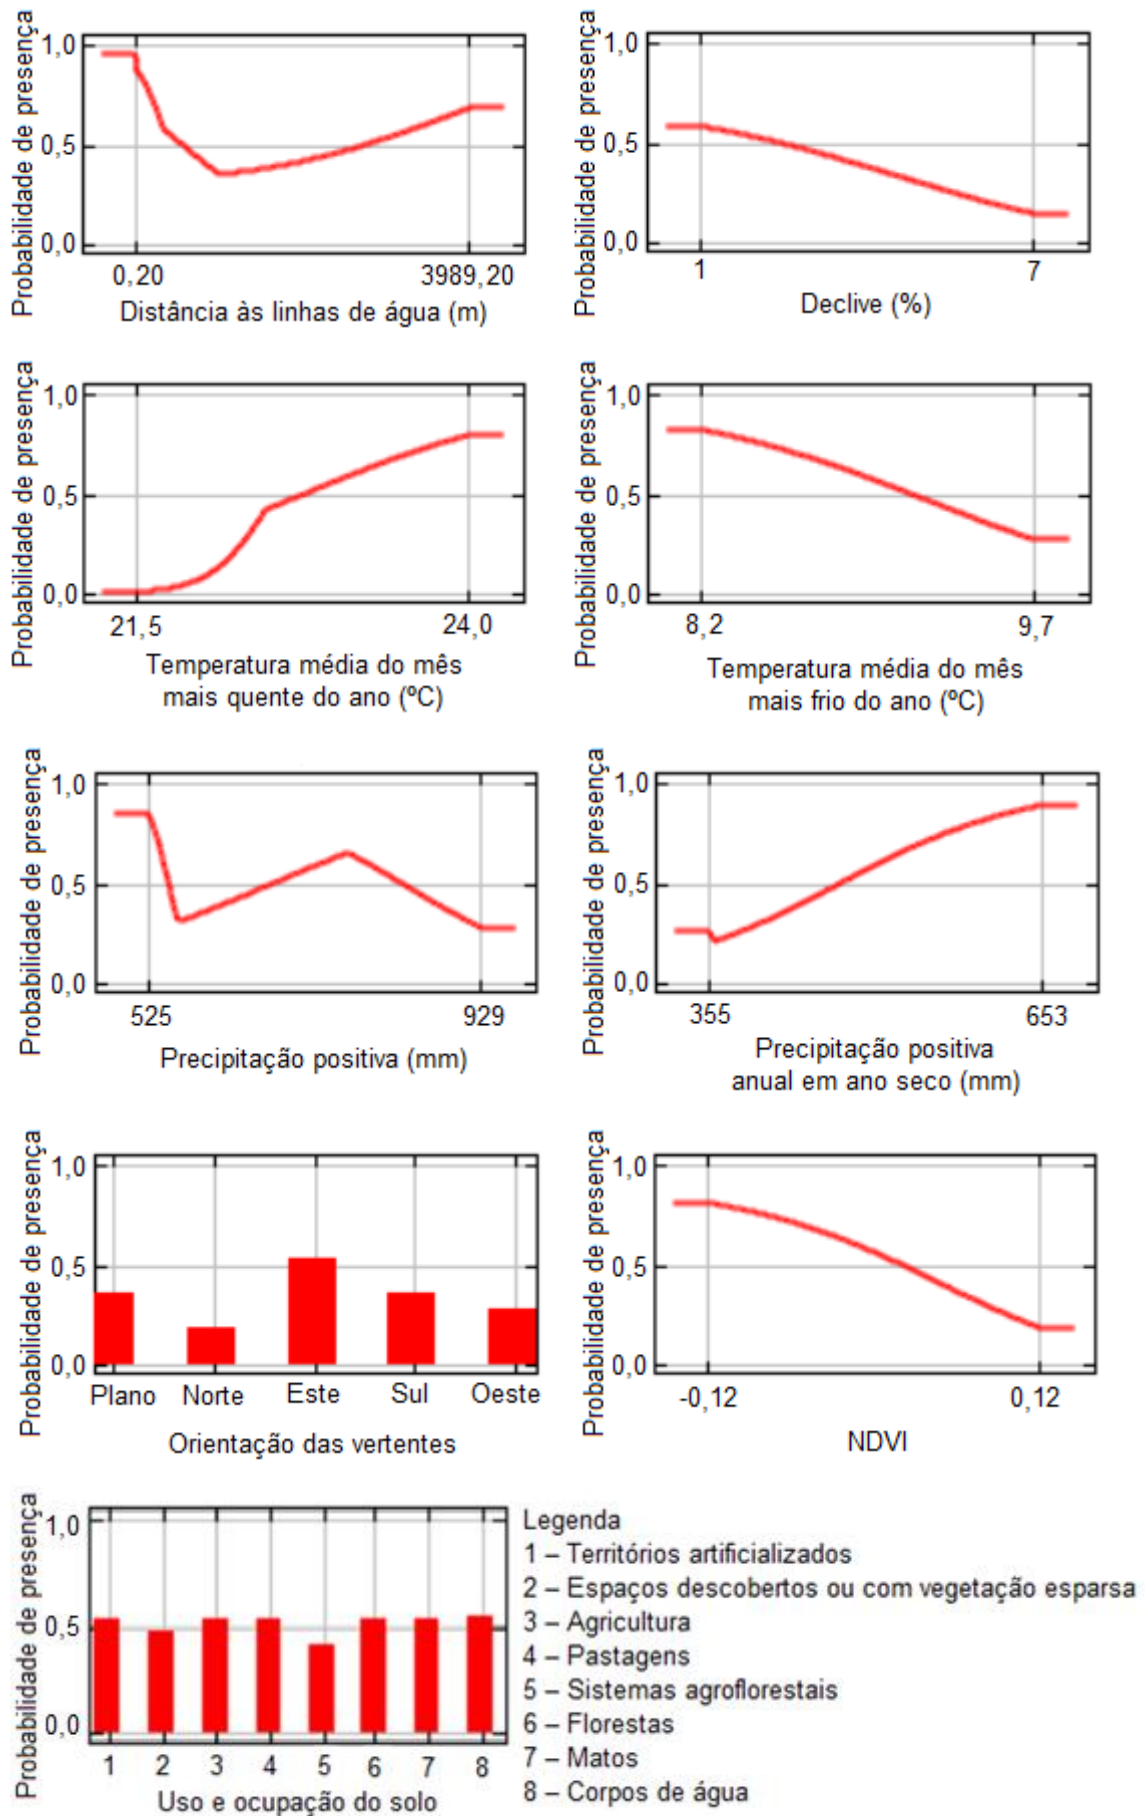 Probabilidade de presença
1,0
0,5
0,0
0,20
3989,20
Distância às linhas de água (m)
Probabilidade de presença
1,0
0,5
0,0
1
7
Declive (%)
Probabilidade de presença
1,0
0,5
0,0
21,5
24,0
Temperatura média do mês
mais quente do ano (ºC)
Probabilidade de presença
1,0
0,5
0,0
8,2
9,7
Temperatura média do mês
mais frio do ano (ºC)
Probabilidade de presença
1,0
0,5
0,0
525
929
Precipitação positiva (mm)
Probabilidade de presença
1,0
0,5
0,0
355
653
Precipitação positiva
anual em ano seco (mm)
Probabilidade de presença
1,0
0,5
0,0
Plano Norte Este Sul Oeste
Orientação das vertentes
Probabilidade de presença
1,0
0,5
0,0
-0,12
0,12
NDVI
Probabilidade de presença
1,0
0,5
0,0
1 2 3 4 5 6 7 8
Uso e ocupação do solo
Legenda
1 – Territórios artificializados
2 – Espaços descobertos ou com vegetação esparsa
3 – Agricultura
4 – Pastagens
5 – Sistemas agroflorestais
6 – Florestas
7 – Matos
8 – Corpos de água